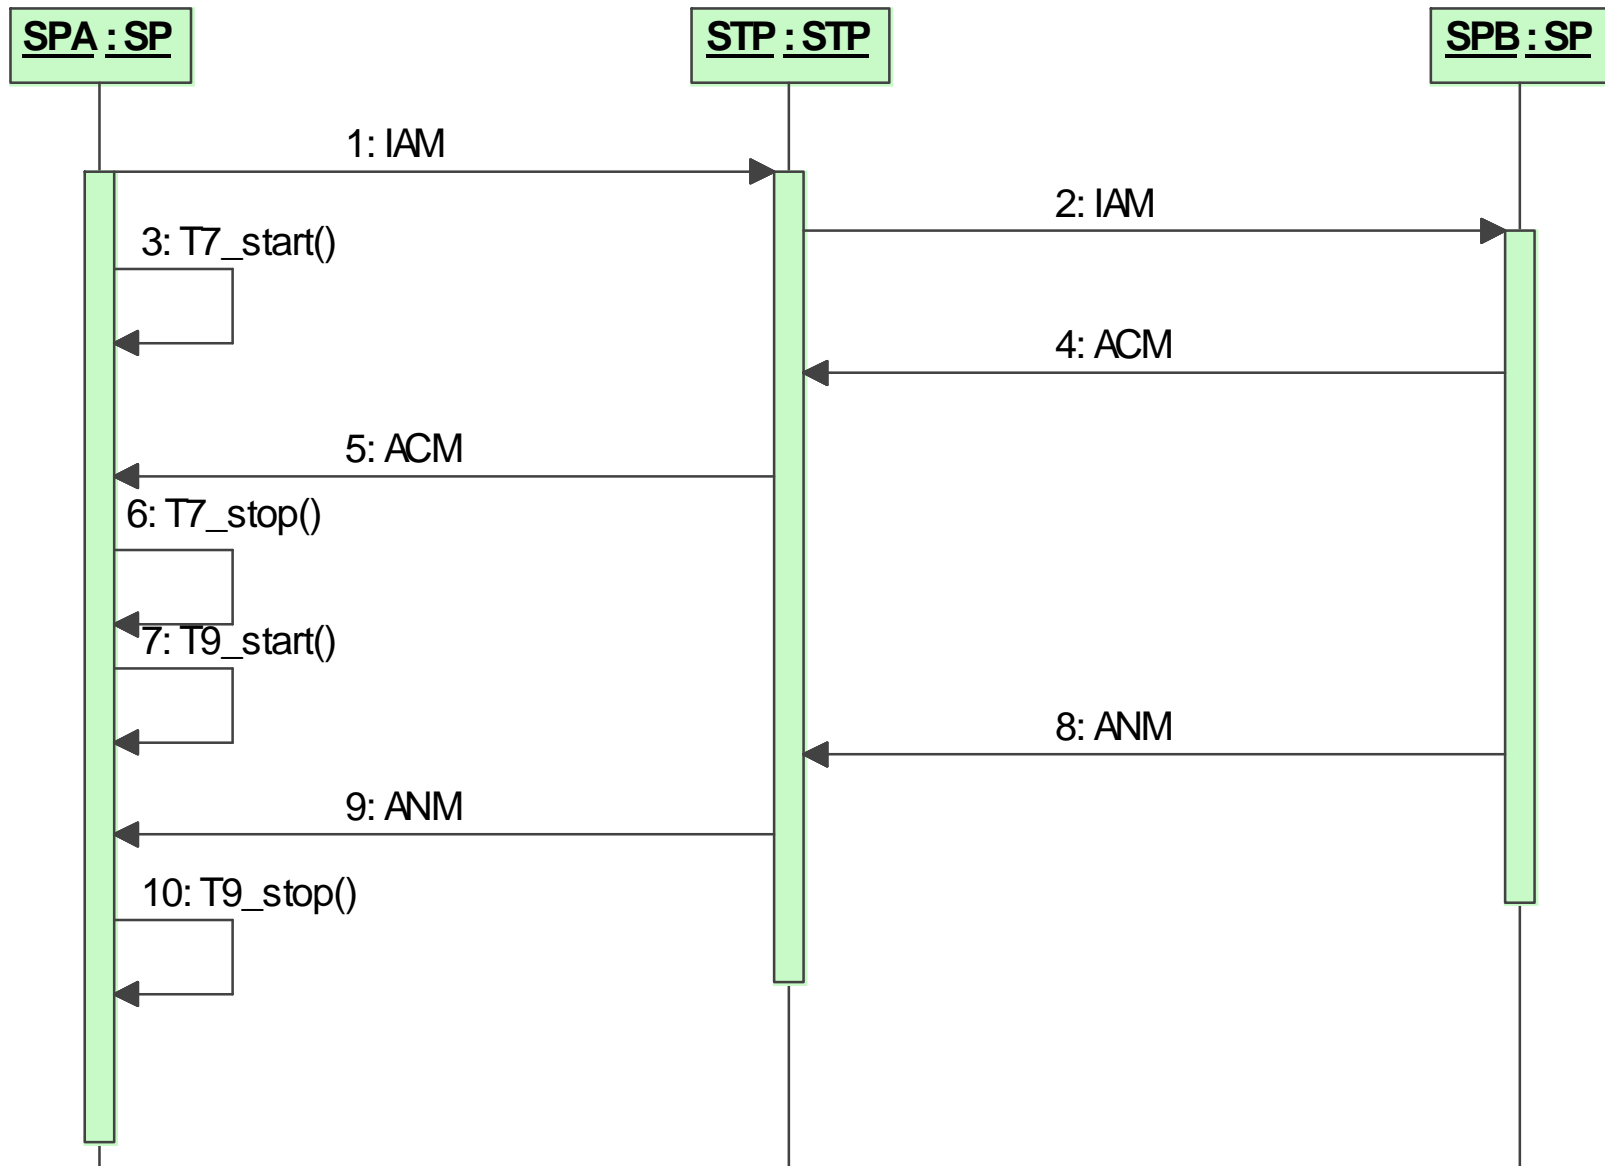 SPA : SP
STP : STP
SPB : SP
1: IAM
2: IAM
3: T7_start()
4: ACM
5: ACM
6: T7_stop()
7: T9_start()
8: ANM
9: ANM
10: T9_stop()